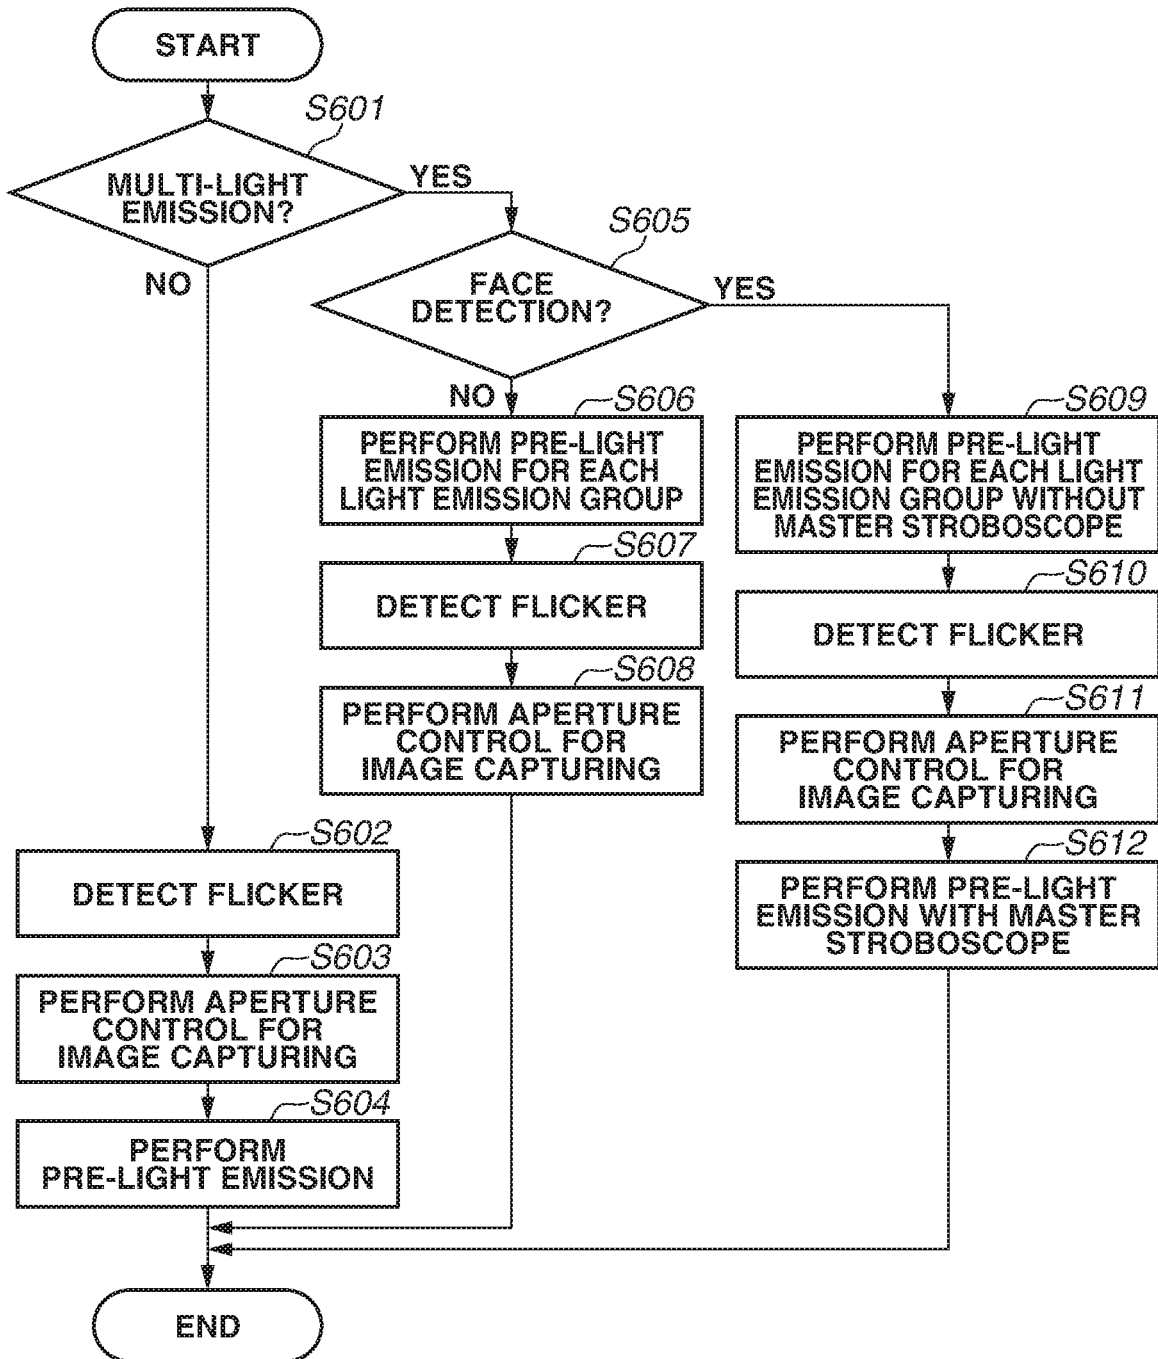 START
S601
MULTI-LIGHT
EMISSION?
YES
NO
S605
FACE
DETECTION?
YES
NO
S606
PERFORM PRE-LIGHT
EMISSION FOR EACH
LIGHT EMISSION GROUP
S607
DETECT FLICKER
S608
PERFORM APERTURE
CONTROL FOR
IMAGE CAPTURING
S609
PERFORM PRE-LIGHT
EMISSION FOR EACH LIGHT
EMISSION GROUP WITHOUT
MASTER STROBOSCOPE
S610
DETECT FLICKER
S611
PERFORM APERTURE
CONTROL FOR
IMAGE CAPTURING
S612
PERFORM PRE-LIGHT
EMISSION WITH MASTER
STROBOSCOPE
S602
DETECT FLICKER
S603
PERFORM APERTURE
CONTROL FOR
IMAGE CAPTURING
S604
PERFORM
PRE-LIGHT EMISSION
END